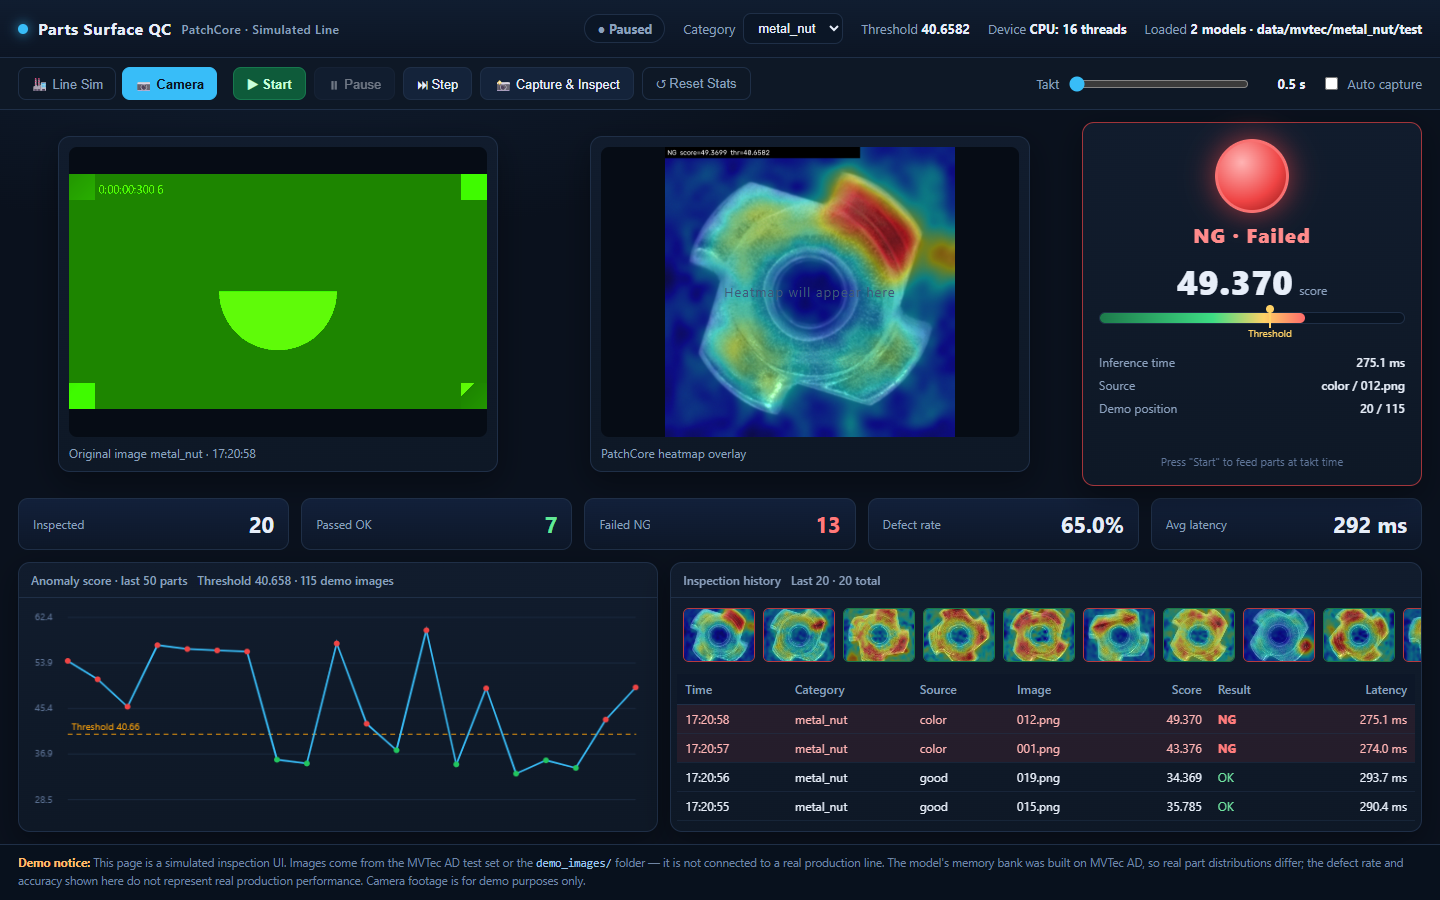 Parts Surface QC PatchCore · Simulated Line
Paused
Category metal_nut
Threshold 40.6582
Device CPU: 16 threads
Loaded 2 models · data/mvtec/metal_nut/test
Line Sim
Camera
Start
Pause
Step
Capture & Inspect
Reset Stats
Takt
0.5 s
Auto capture
0:00:00:300 6
Original image metal_nut · 17:20:58
NG score=49.3699 thr=40.6582
Heatmap will appear here
PatchCore heatmap overlay
NG · Failed
49.370 score
Threshold
Inference time 275.1 ms
Source color / 012.png
Demo position 20 / 115
Press "Start" to feed parts at takt time
Inspected 20
Passed OK 7
Failed NG 13
Defect rate 65.0%
Avg latency 292 ms
Anomaly score · last 50 parts Threshold 40.658 · 115 demo images
62.4
53.9
45.4
Threshold 40.66
36.9
28.5
Inspection history Last 20 · 20 total
Time Category Source Image Score Result Latency
17:20:58 metal_nut color 012.png 49.370 NG 275.1 ms
17:20:57 metal_nut color 001.png 43.376 NG 274.0 ms
17:20:56 metal_nut good 019.png 34.369 OK 293.7 ms
17:20:55 metal_nut good 015.png 35.785 OK 290.4 ms
Demo notice: This page is a simulated inspection UI. Images come from the MVTec AD test set or the demo_images/ folder — it is not connected to a real production line. The model's memory bank was built on MVTec AD, so real part distributions differ; the defect rate and
accuracy shown here do not represent real production performance. Camera footage is for demo purposes only.